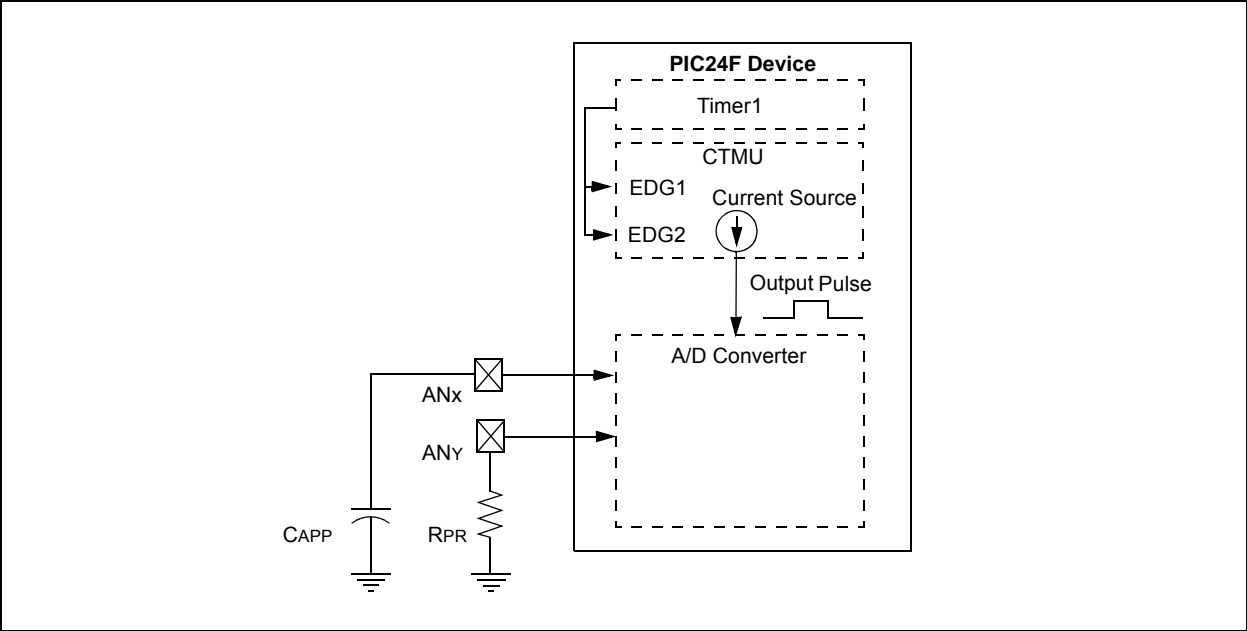 PIC24F Device
Timer1
CTMU
EDG1
Current Source
EDG2
Output Pulse
A/D Converter
ANX
ANY
CAPP
RPR